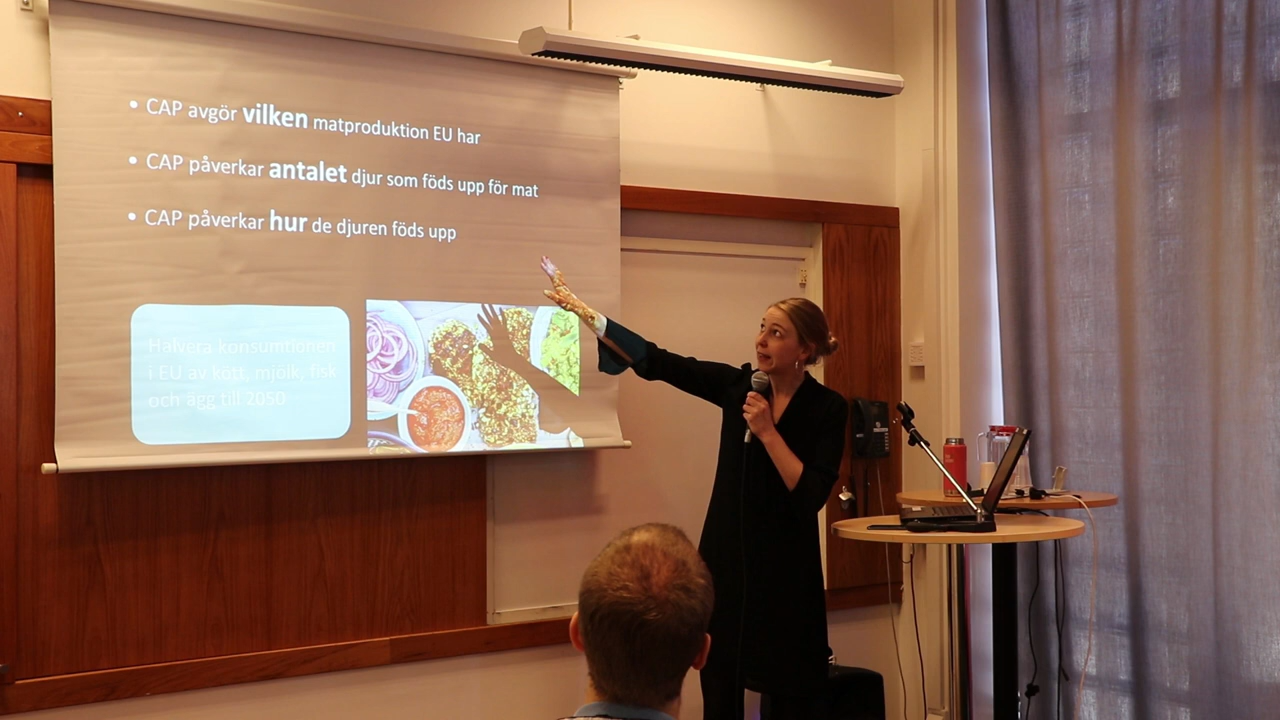 • CAP avgör vilken matproduktion EU har
• CAP påverkar antalet djur som föds upp för mat
• CAP påverkar hur de djuren föds upp
Halvera konsumtionen
i EU av kött, mjölk, fisk
och ägg till 2050